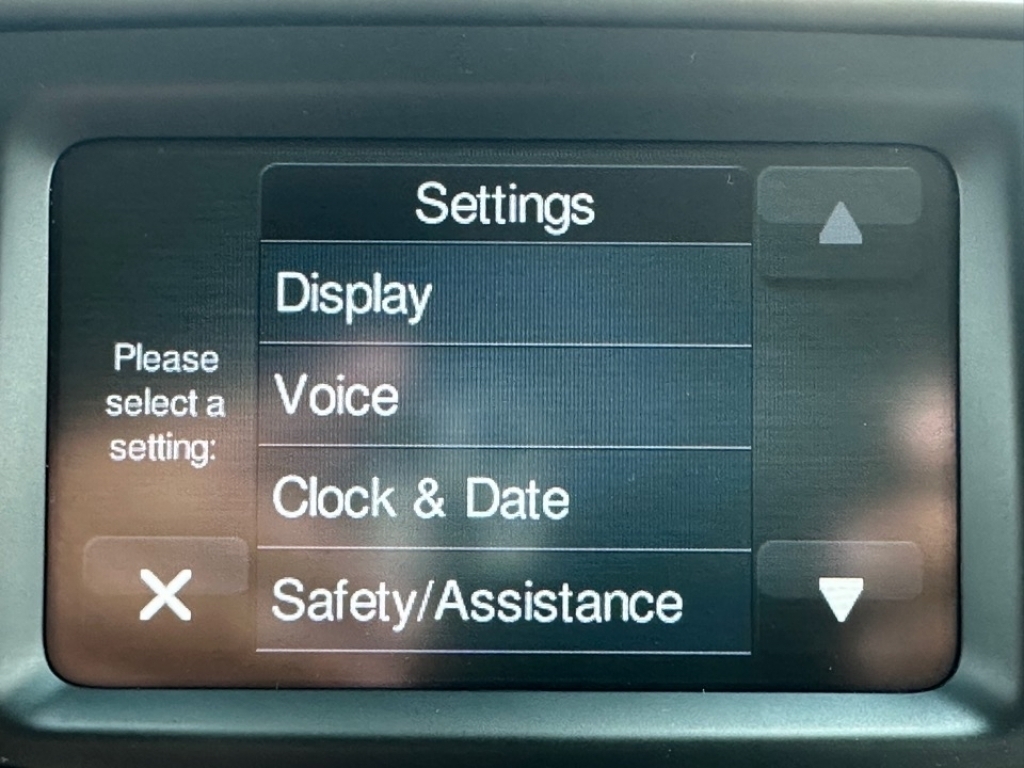 Settings
Display
Voice
Clock & Date
Safety/Assistance
Please
select a
setting: